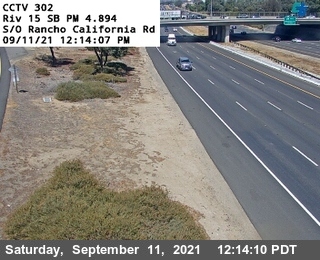 CCTV 302
Riv 15 SB PM 4.894
S/O Rancho California Rd
09/11/21 12:14:07 PM
Saturday, September 11, 2021 12:14:10 PDT